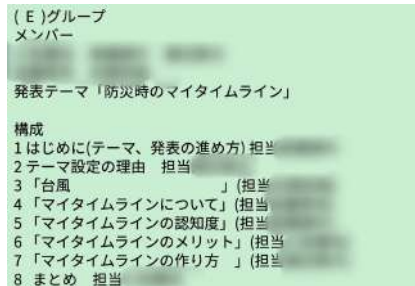 ( E )グループ
メンバー
発表テーマ「防災時のマイタイムライン」
構成
1はじめに(テーマ、発表の進め方) 担当
2テーマ設定の理由 担当
3 「台風 」(担当
4 「マイタイムラインについて」(担当
5 「マイタイムラインの認知度」(担当
6 「マイタイムラインのメリット」(担当
7 「マイタイムラインの作り方 」(担当
8 まとめ 担当